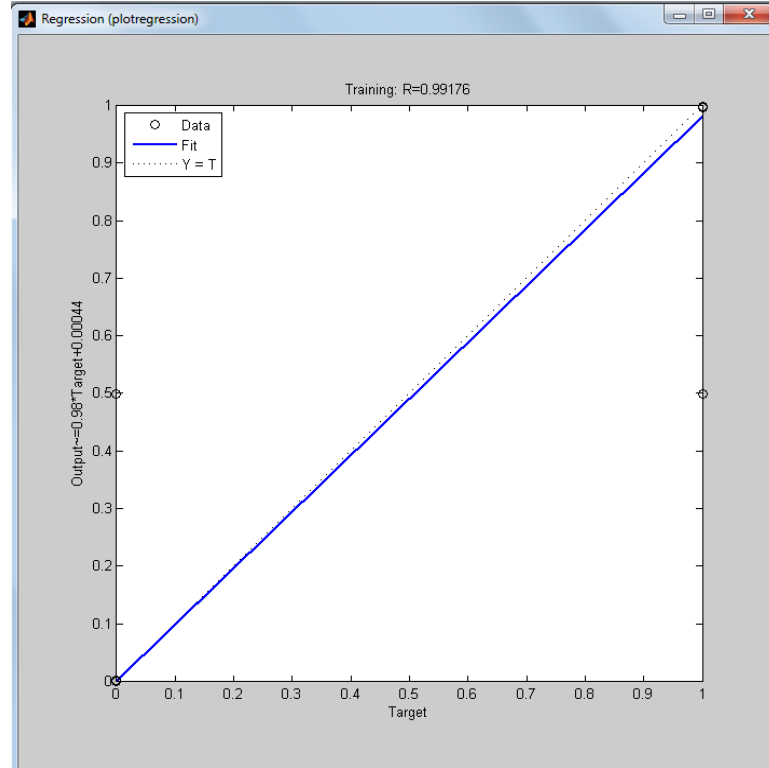 Regression (plotregression)
Training: R=0.99176
Data
Fit
Y = T
Output~=0.98*Target+0.00044
1
0.9
0.8
0.7
0.6
0.5
0.4
0.3
0.2
0.1
0
0 0.1 0.2 0.3 0.4 0.5 0.6 0.7 0.8 0.9 1
Target